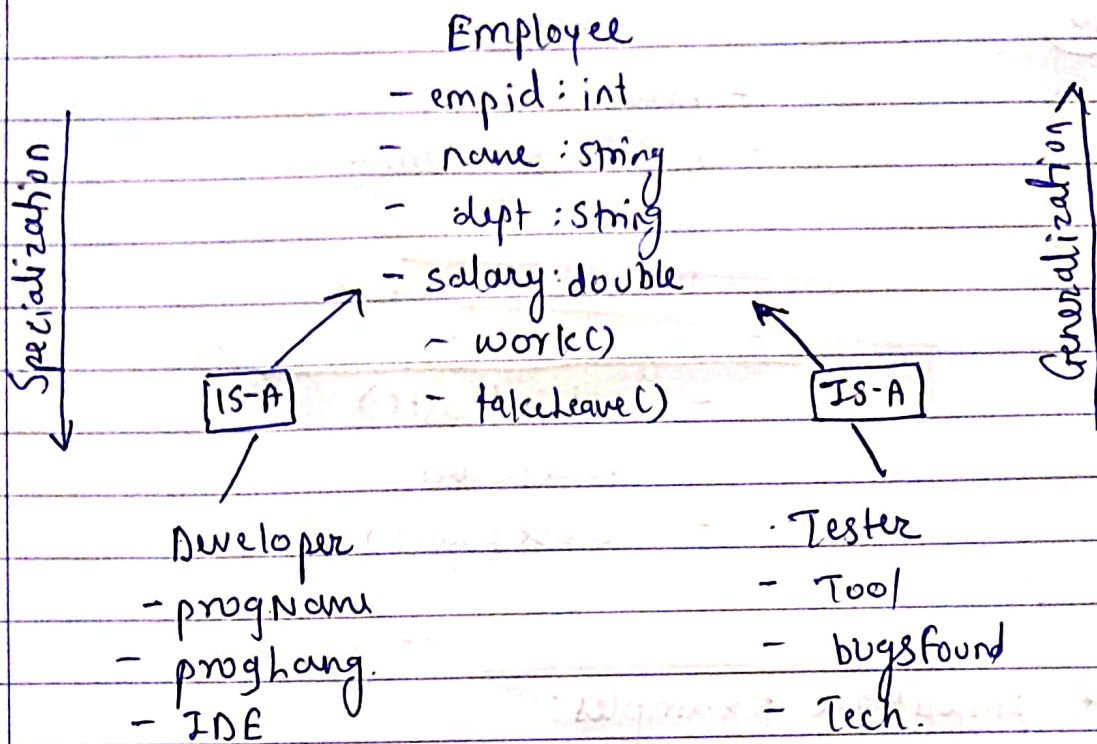 Employee
- empid : int
- name : string
- dept : String
- salary : double
- work()
- takeLeave()
Specialization
Generalization
IS-A
IS-A
Developer
- progName
- progLang.
- IDE
Tester
- Tool
- bugsfound
- Tech.